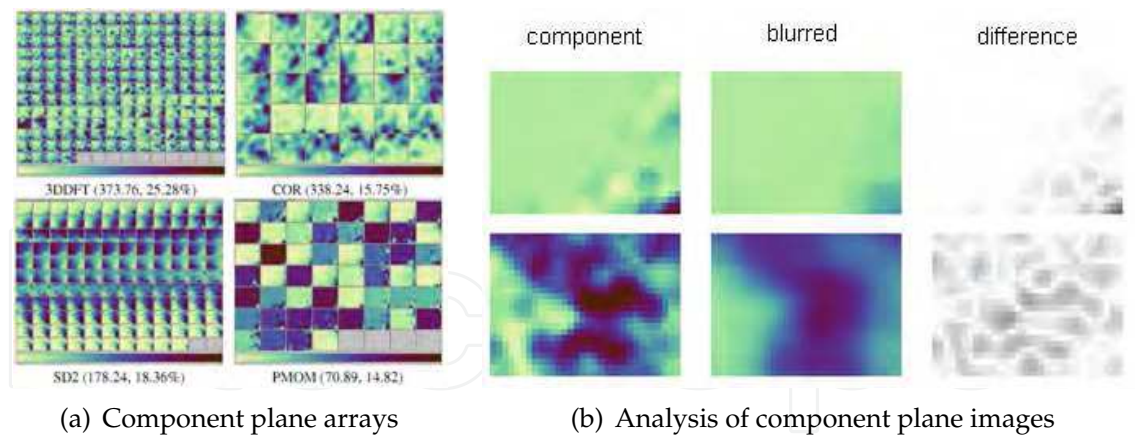 component blurred difference
3DDFT (373.76, 25.28%) COR (338.24, 15.75%)
SD2 (178.24, 18.36%) PMOM (70.89, 14.82)
(a) Component plane arrays (b) Analysis of component plane images